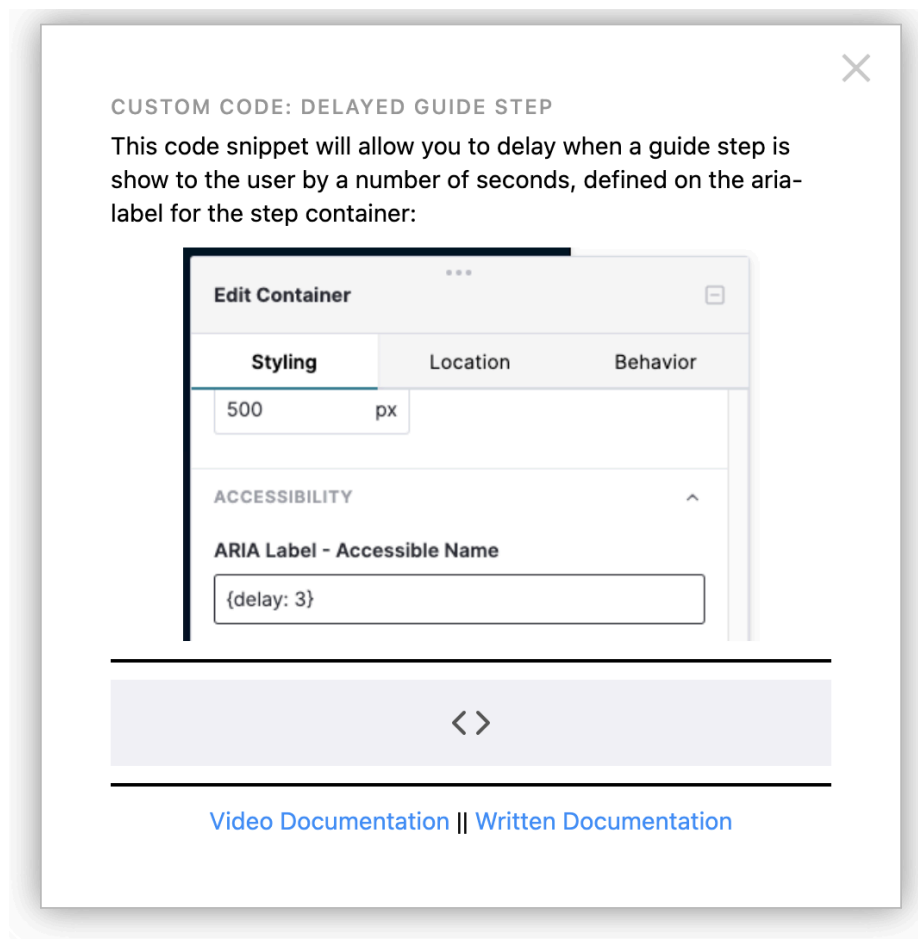 CUSTOM CODE: DELAYED GUIDE STEP
This code snippet will allow you to delay when a guide step is
show to the user by a number of seconds, defined on the aria-
label for the step container:
Edit Container
Styling Location Behavior
500 px
ACCESSIBILITY
ARIA Label - Accessible Name
{delay: 3}
Video Documentation || Written Documentation